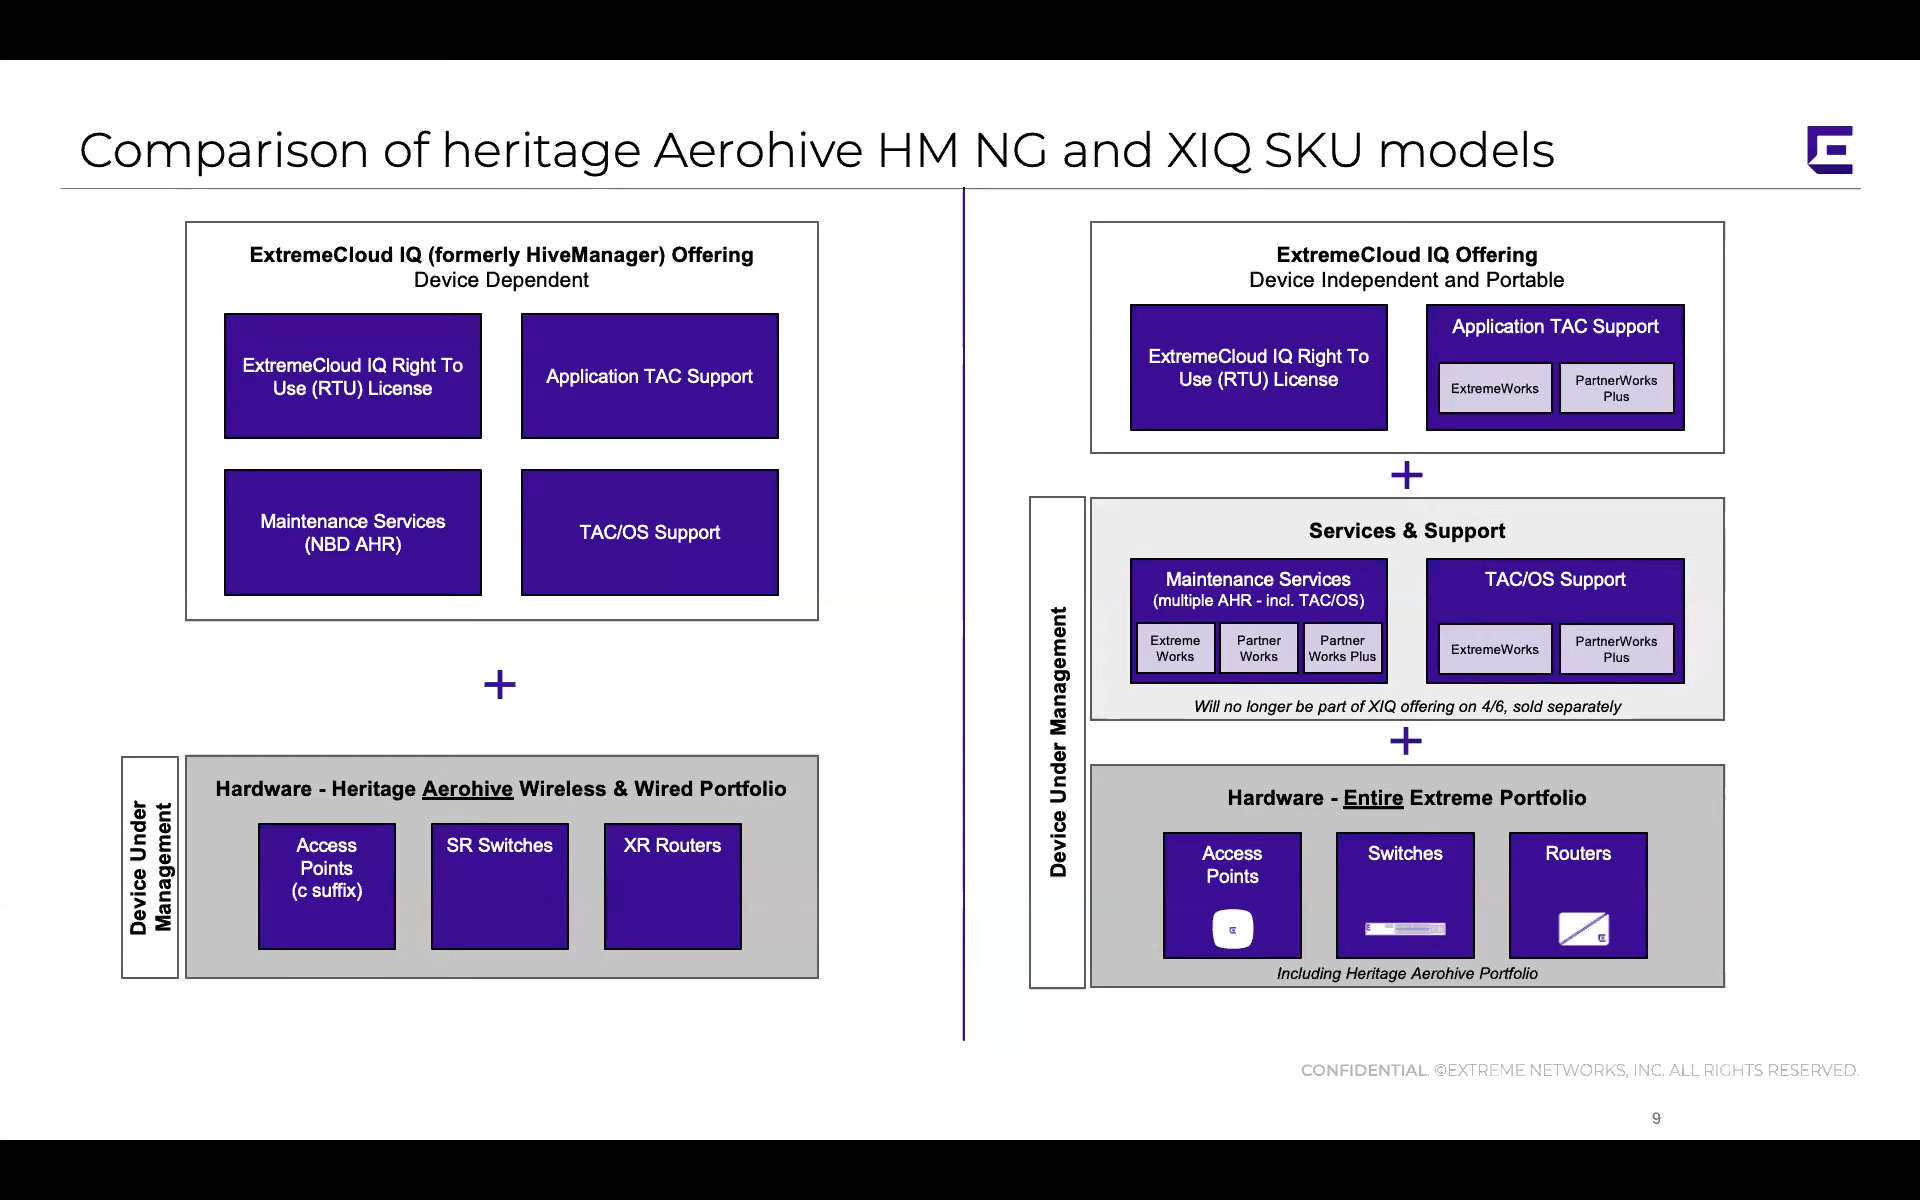 Comparison of heritage Aerohive HM NG and XIQ SKU models
ExtremeCloud IQ (formerly HiveManager) Offering
Device Dependent
ExtremeCloud IQ Right To
Use (RTU) License
Application TAC Support
Maintenance Services
(NBD AHR)
TAC/OS Support
+
Device Under
Management
Hardware - Heritage Aerohive Wireless & Wired Portfolio
Access
Points
(c suffix)
SR Switches
XR Routers
ExtremeCloud IQ Offering
Device Independent and Portable
ExtremeCloud IQ Right To
Use (RTU) License
Application TAC Support
ExtremeWorks
PartnerWorks
Plus
+
Device Under Management
Services & Support
Maintenance Services
(multiple AHR - incl. TAC/OS)
Extreme
Works
Partner
Works
Partner
Works Plus
TAC/OS Support
ExtremeWorks
PartnerWorks
Plus
Will no longer be part of XIQ offering on 4/6, sold separately
+
Hardware - Entire Extreme Portfolio
Access
Points
Switches
Routers
Including Heritage Aerohive Portfolio
CONFIDENTIAL. ©EXTREME NETWORKS, INC. ALL RIGHTS RESERVED.
9